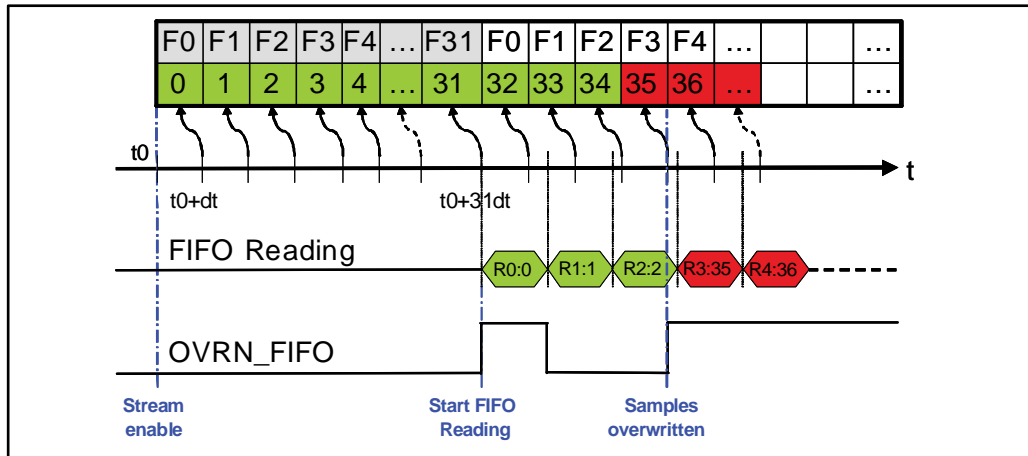 F0 F1 F2 F3 F4 ... F31 F0 F1 F2 F3 F4 ... ...
0 1 2 3 4 ... 31 32 33 34 35 36 ... ...
t0
t
t0+dt t0+31dt
FIFO Reading
R0:0 R1:1 R2:2 R3:35 R4:36
OVRN_FIFO
Stream enable
Start FIFO Reading
Samples overwritten